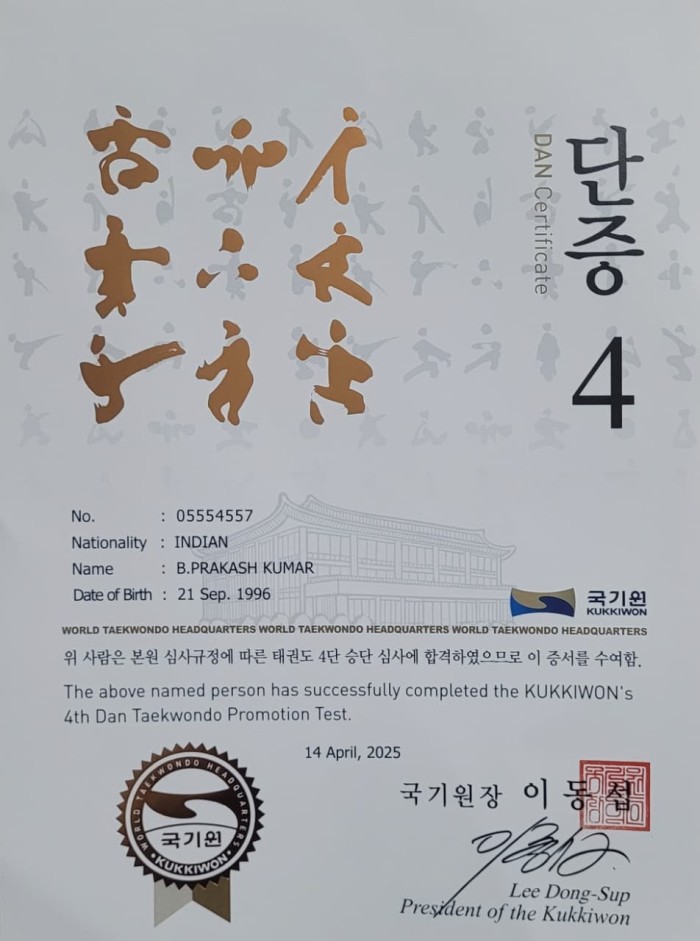 단증
DAN Certificate
4
No. : 05554557
Nationality : INDIAN
Name : B.PRAKASH KUMAR
Date of Birth : 21 Sep. 1996
국기원
KUKKIWON
WORLD TAEKWONDO HEADQUARTERS WORLD TAEKWONDO HEADQUARTERS WORLD TAEKWONDO HEADQUARTERS
위 사람은 본원 심사규정에 따른 태권도 4단 승단 심사에 합격하였으므로 이 증서를 수여함.
The above named person has successfully completed the KUKKIWON's
4th Dan Taekwondo Promotion Test.
14 April, 2025
WORLD TAEKWONDO HEADQUARTERS
국기원
KUKKIWON
국기원장 이동섭
Lee Dong-Sup
President of the Kukkiwon